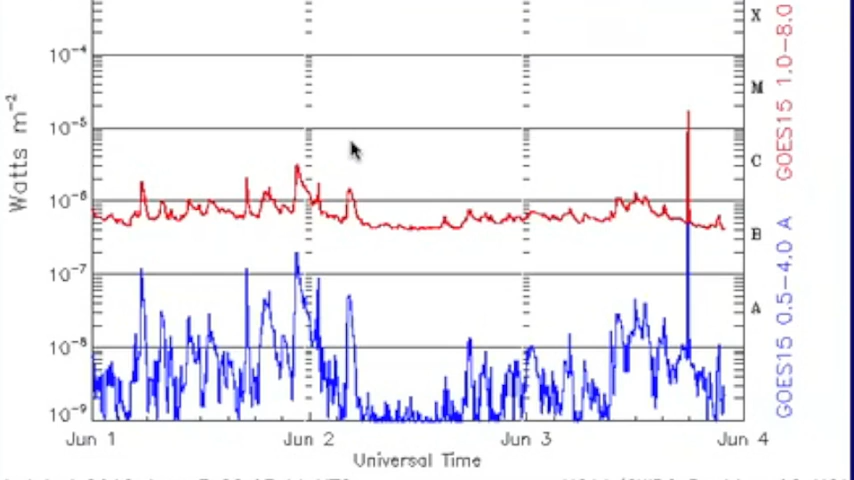 X
10⁻⁴
M
10⁻⁵
C
10⁻⁶
B
10⁻⁷
A
10⁻⁸
10⁻⁹
Watts m⁻²
GOES15 1.0-8.0
GOES15 0.5-4.0 A
Jun 1 Jun 2 Jun 3 Jun 4
Universal Time